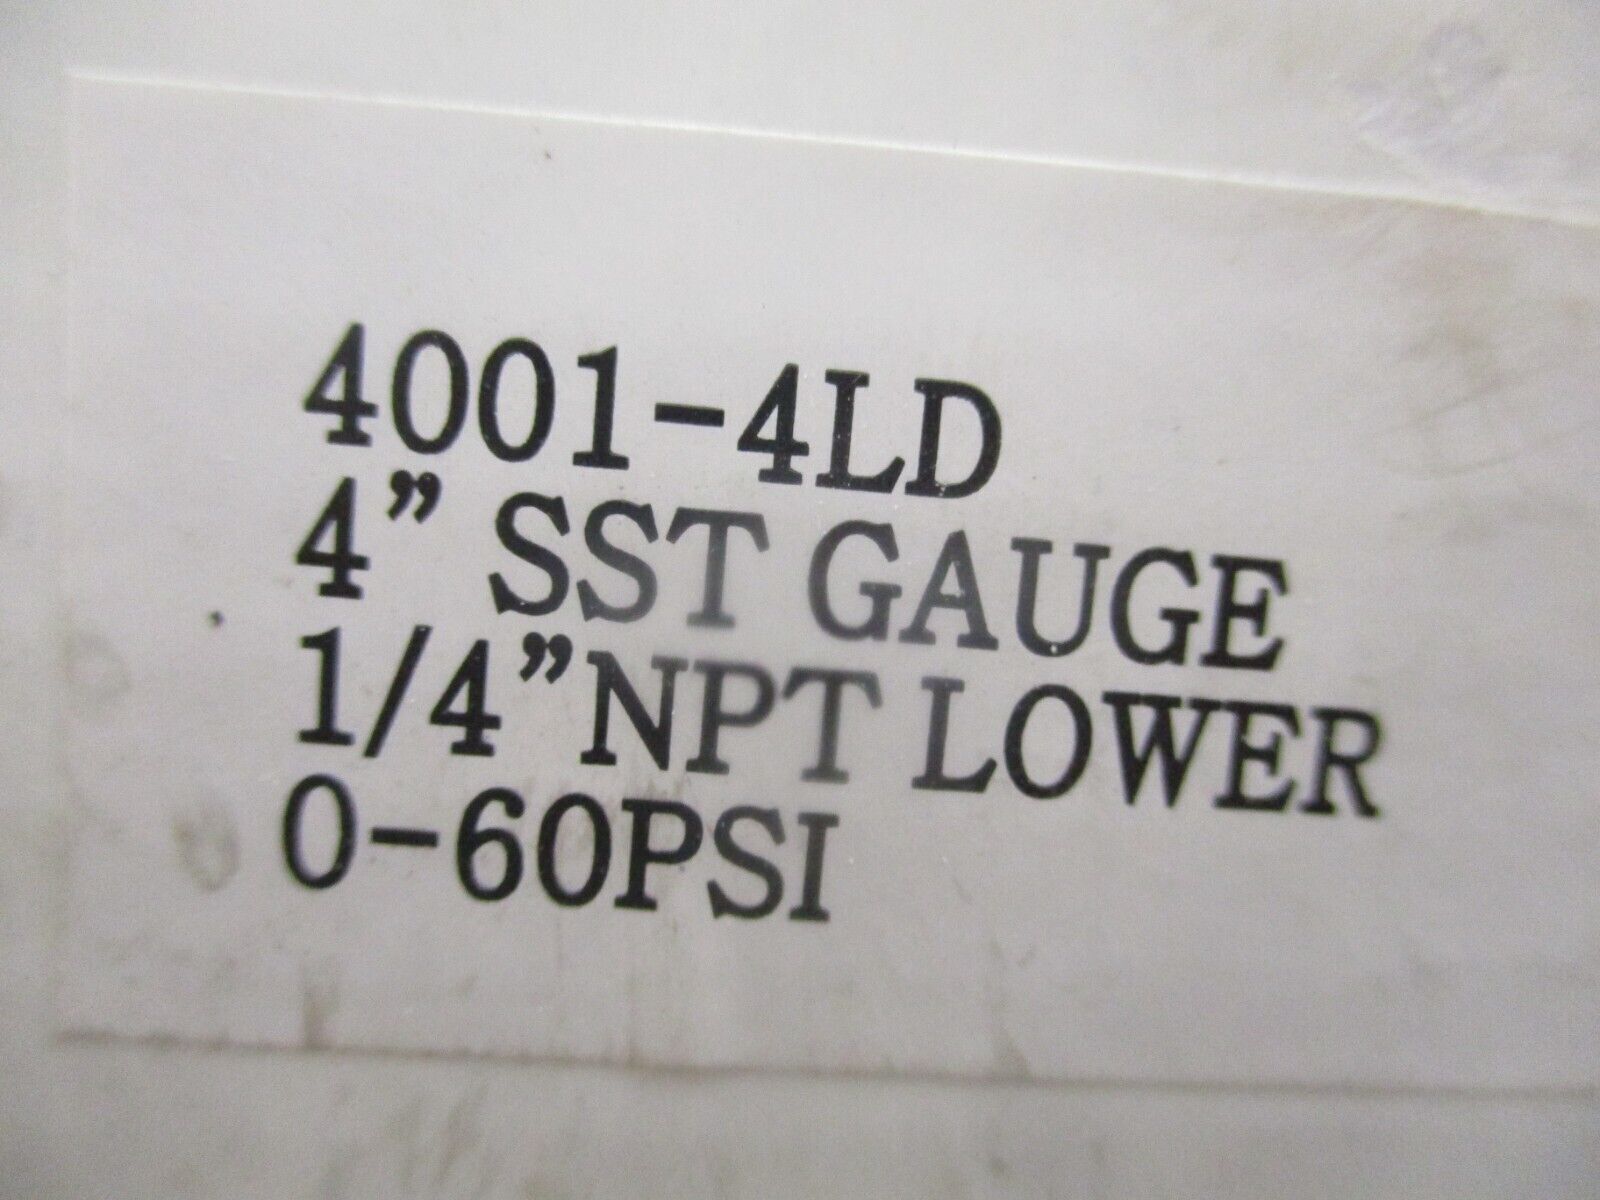 4001-4LD
4” SST GAUGE
1/4”NPT LOWER
0-60PSI